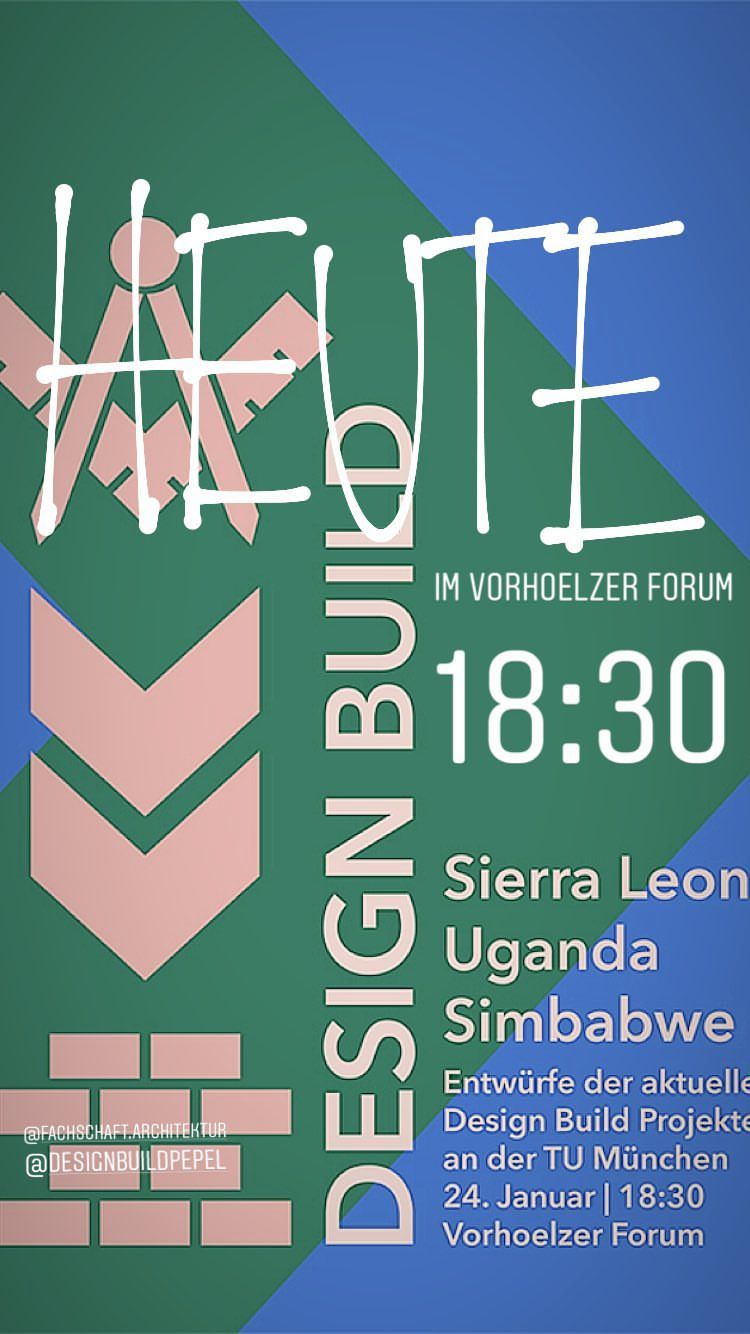 HEUTE
IM VORHOELZER FORUM
18:30
DESIGN BUILD
Sierra Leon
Uganda
Simbabwe
Entwürfe der aktuelle
Design Build Projekte
an der TU München
24. Januar | 18:30
Vorhoelzer Forum
@FACHSCHAFT.ARCHITEKTUR
@DESIGNBUILDPEPEL